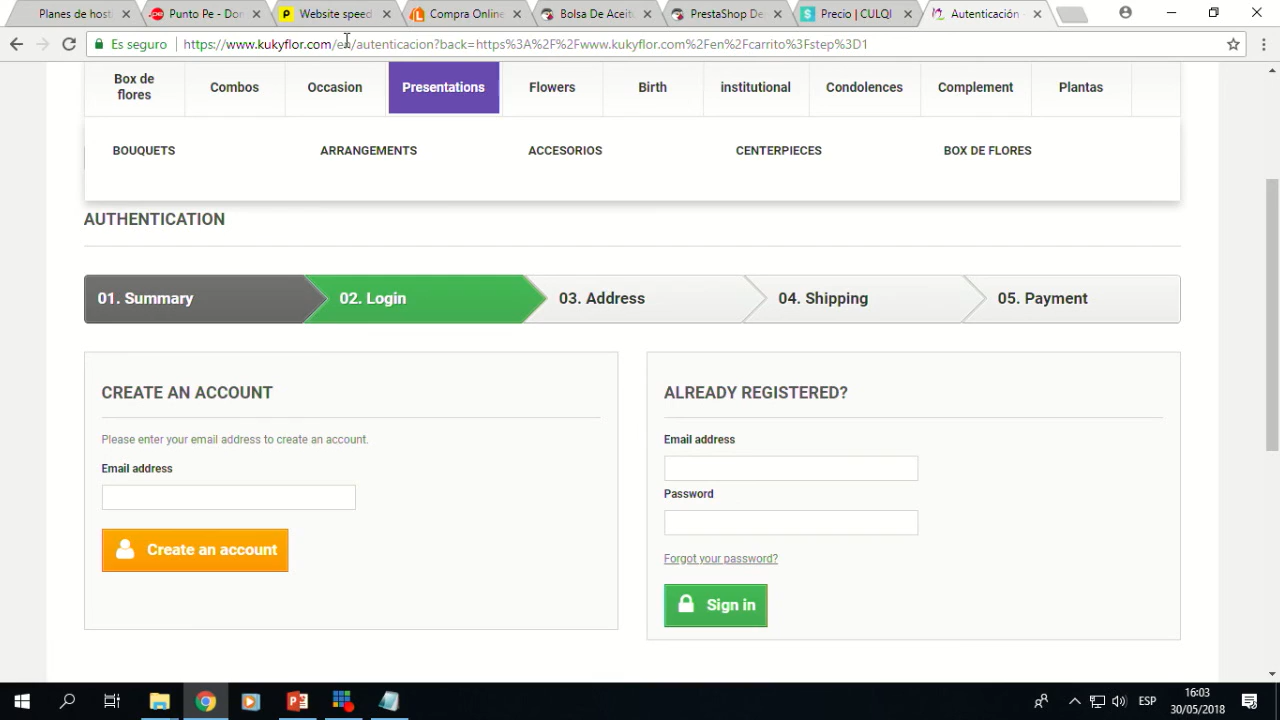 Planes de hosti
Punto Pe - Dor
Website speed
Compra Online
Bolsa De Aceit
PrestaShop De
Precio | CULQI
Autenticación -
Es seguro
https://www.kukyflor.com/en/autenticacion?back=https%3A%2F%2Fwww.kukyflor.com%2Fen%2Fcarrito%3Fstep%3D1
Box de flores
Combos
Occasion
Presentations
Flowers
Birth
institutional
Condolences
Complement
Plantas
BOUQUETS
ARRANGEMENTS
ACCESORIOS
CENTERPIECES
BOX DE FLORES
AUTHENTICATION
01. Summary
02. Login
03. Address
04. Shipping
05. Payment
CREATE AN ACCOUNT
Please enter your email address to create an account.
Email address
Create an account
ALREADY REGISTERED?
Email address
Password
Forgot your password?
Sign in
ESP
16:03
30/05/2018